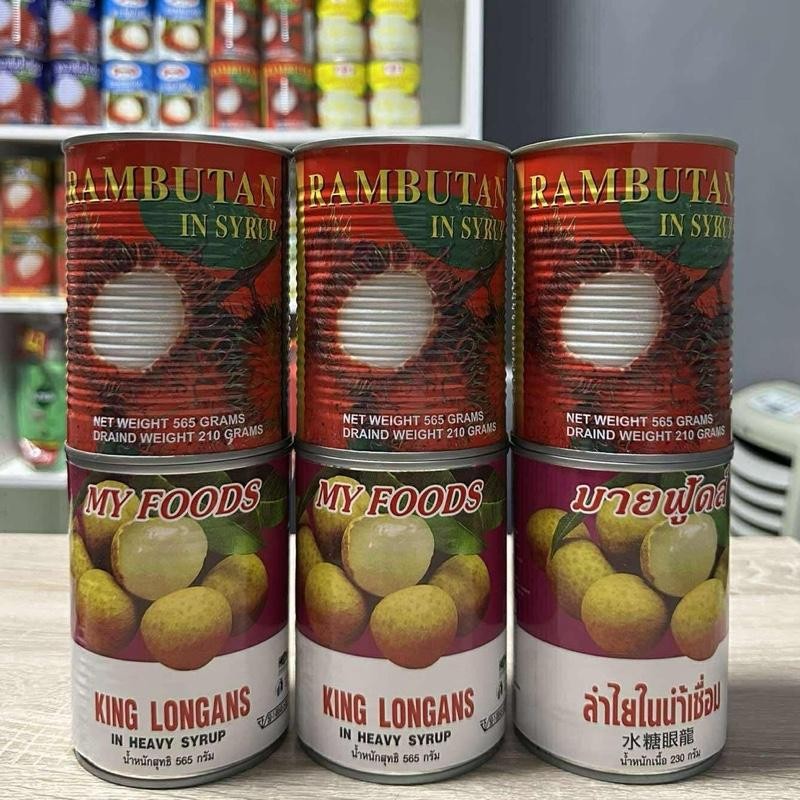 RAMBUTAN
RAMBUTAN
IN SYRUP
NET WEIGHT 565 GRAMS
DRAIND WEIGHT 210 GRAMS
RAMBUTAN
IN SYRUP
NET WEIGHT 565 GRAMS
DRAIND WEIGHT 210 GRAMS
RAMBUTAN
IN SYRUP
NET WEIGHT 565 GRAMS
DRAIND WEIGHT 210 GRAMS
MY FOODS
KING LONGANS
IN HEAVY SYRUP
น้ำหนักสุทธิ 565 กรัม
MY FOODS
KING LONGANS
IN HEAVY SYRUP
น้ำหนักสุทธิ 565 กรัม
มายฟู้ดส์
ลำไยในน้ำเชื่อม
水糖眼龍
น้ำหนักเนื้อ 230 กรัม